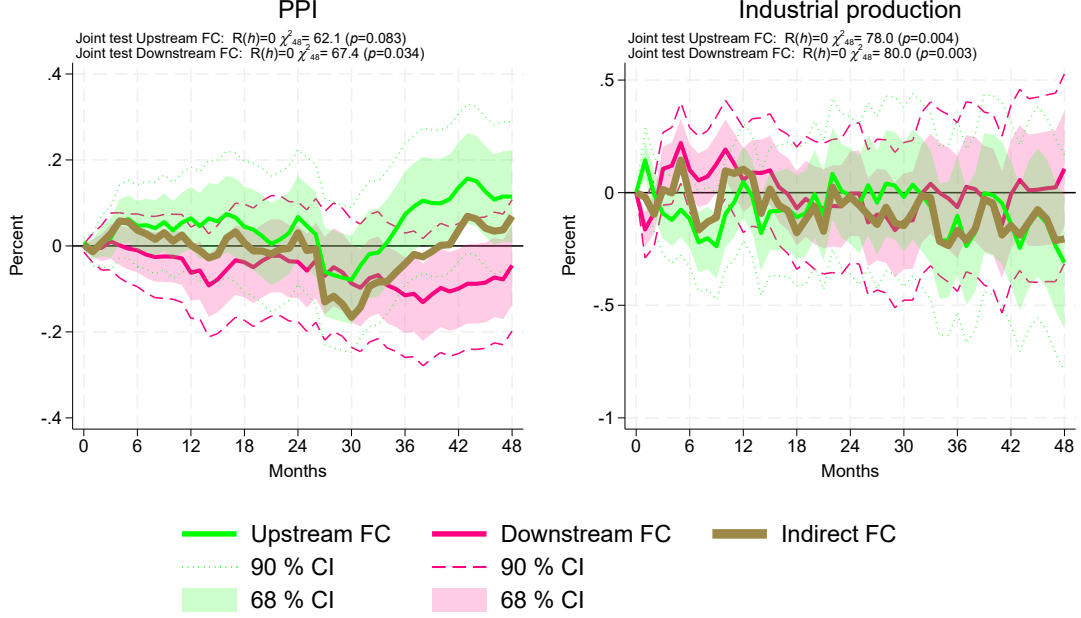 PPI
Joint test Upstream FC: R(h)=0 χ²₄₈= 62.1 (p=0.083)
Joint test Downstream FC: R(h)=0 χ²₄₈= 67.4 (p=0.034)
.4
.2
0
-.2
-.4
Percent
0 6 12 18 24 30 36 42 48
Months
Industrial production
Joint test Upstream FC: R(h)=0 χ²₄₈= 78.0 (p=0.004)
Joint test Downstream FC: R(h)=0 χ²₄₈= 80.0 (p=0.003)
.5
0
-.5
-1
Percent
0 6 12 18 24 30 36 42 48
Months
Upstream FC Downstream FC Indirect FC
90 % CI 90 % CI
68 % CI 68 % CI